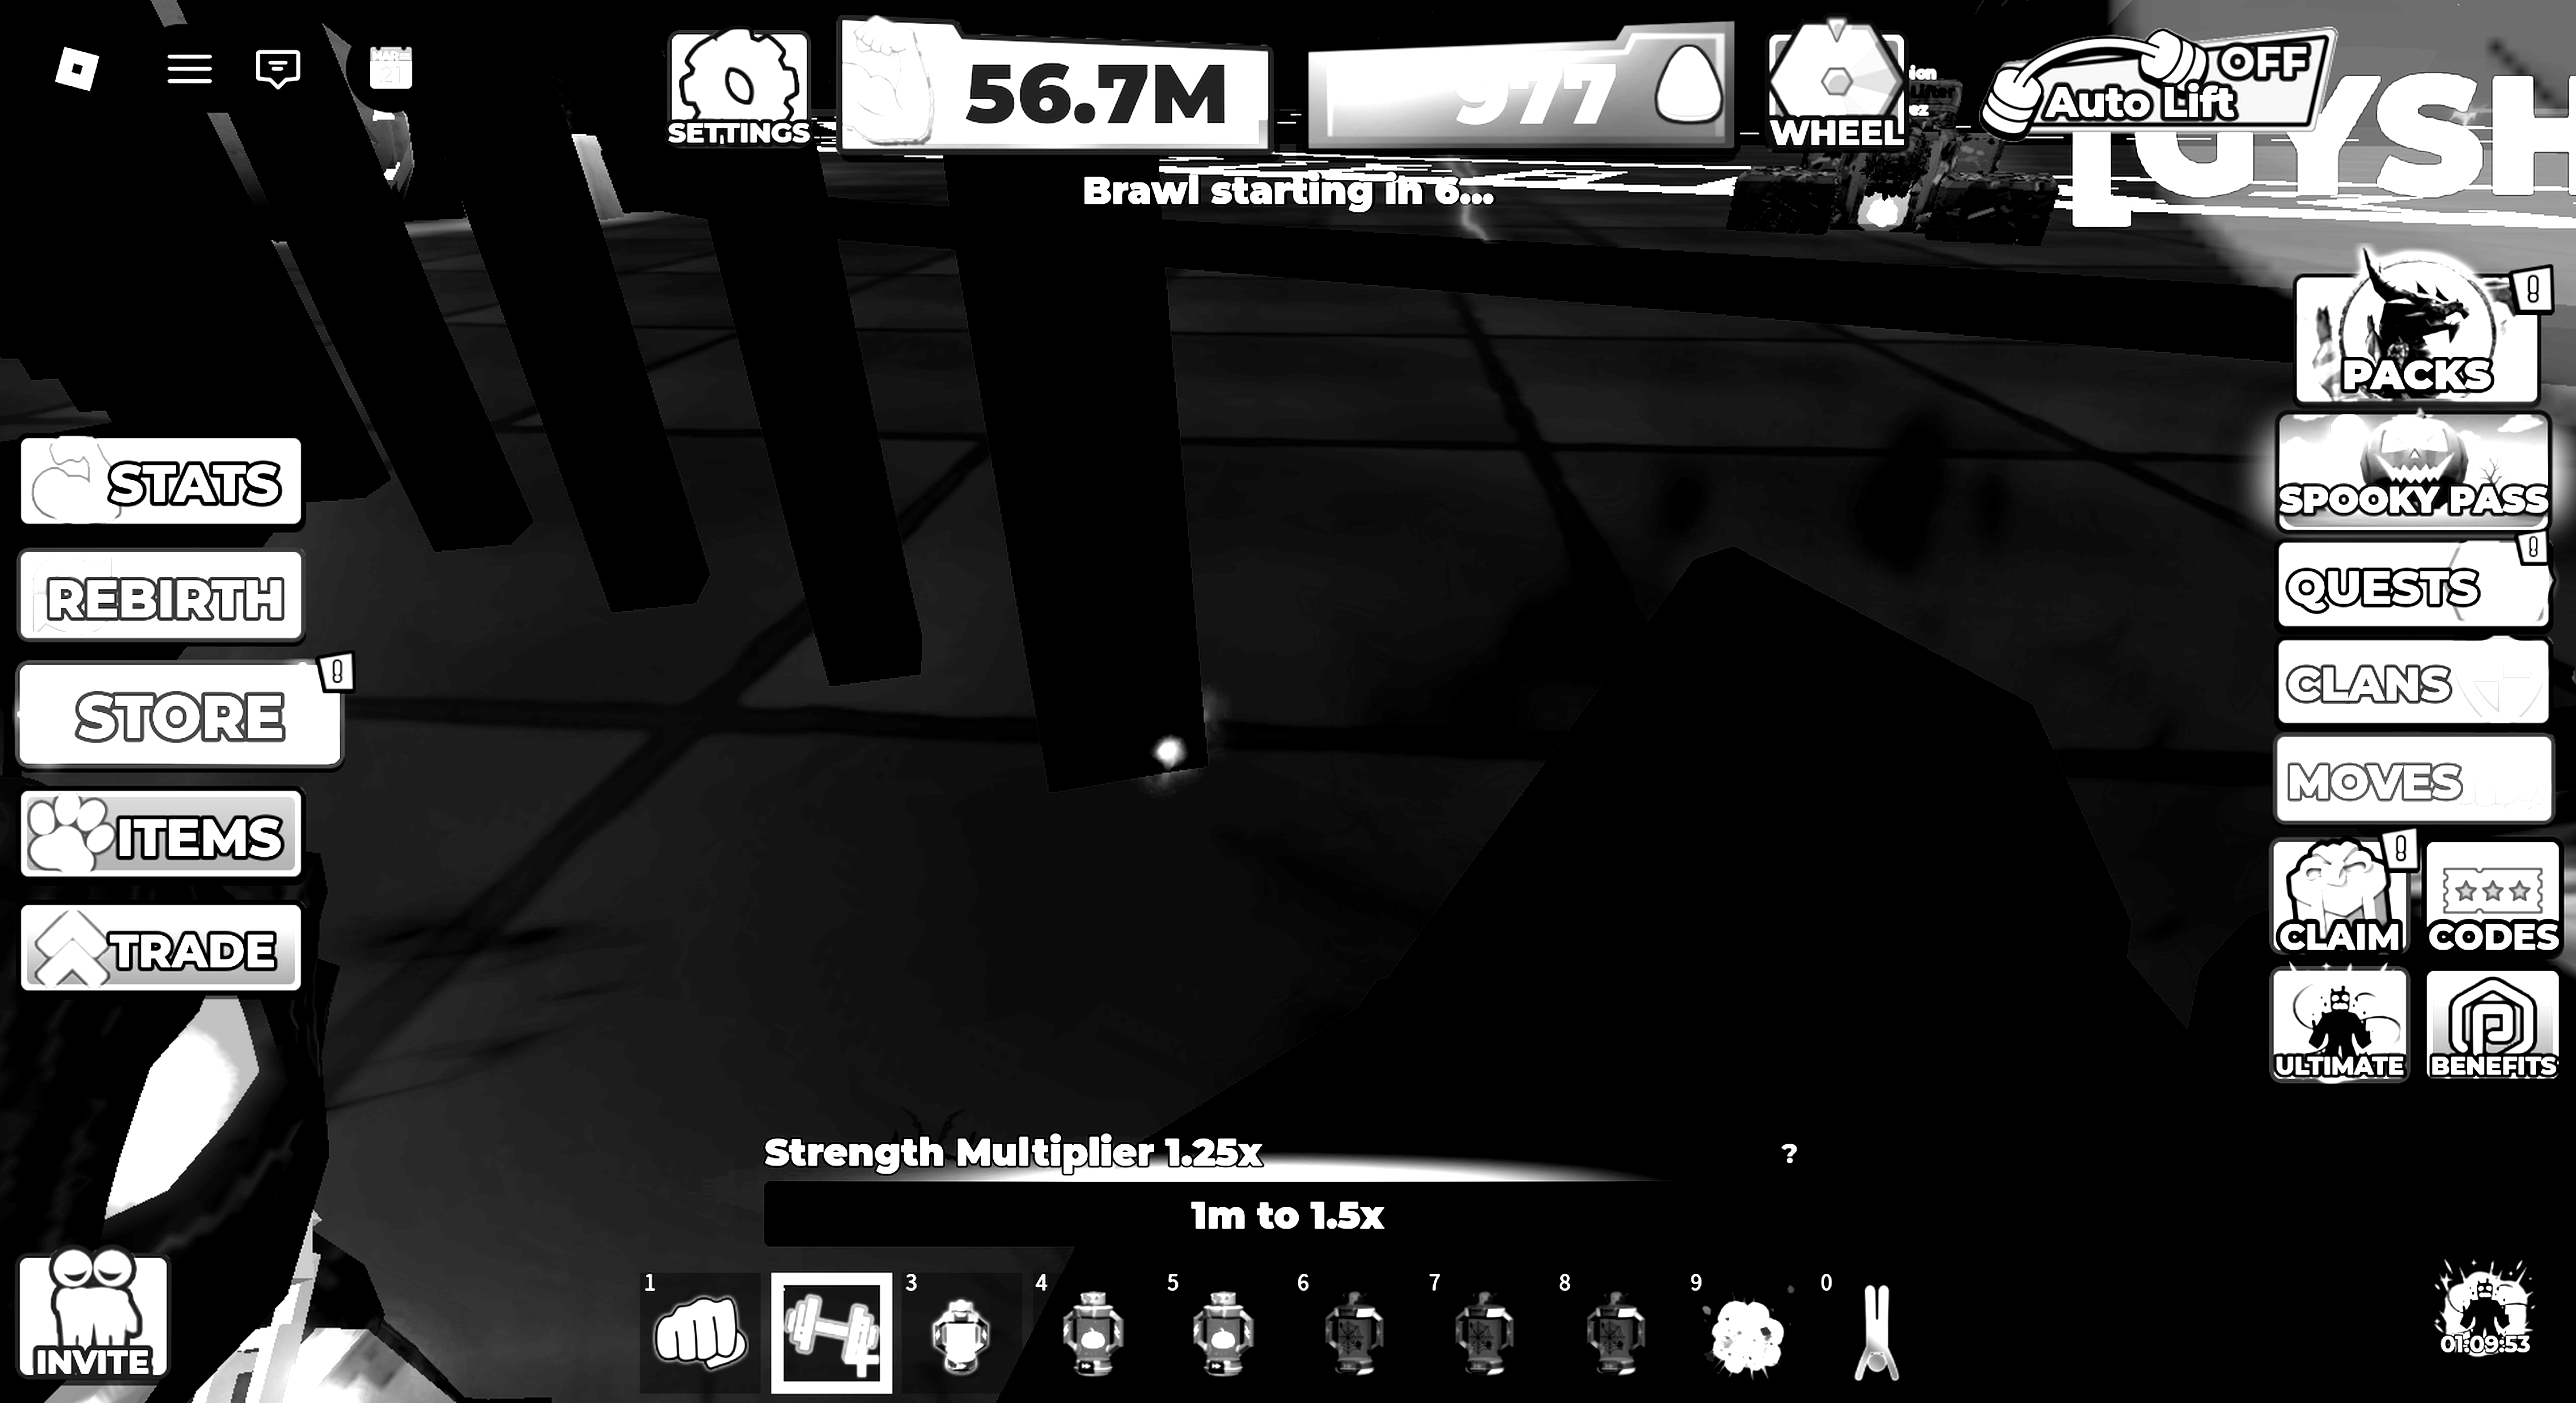 MAR
21
SETTINGS
56.7M
977
WHEEL
OFF
Auto Lift
Brawl starting in 6...
PACKS
STATS
SPOOKY PASS
REBIRTH
QUESTS
STORE
CLANS
MOVES
ITEMS
CLAIM
CODES
TRADE
ULTIMATE
BENEFITS
Strength Multiplier 1.25x
?
1m to 1.5x
1
3
4
5
6
7
8
9
0
INVITE
01:09:53